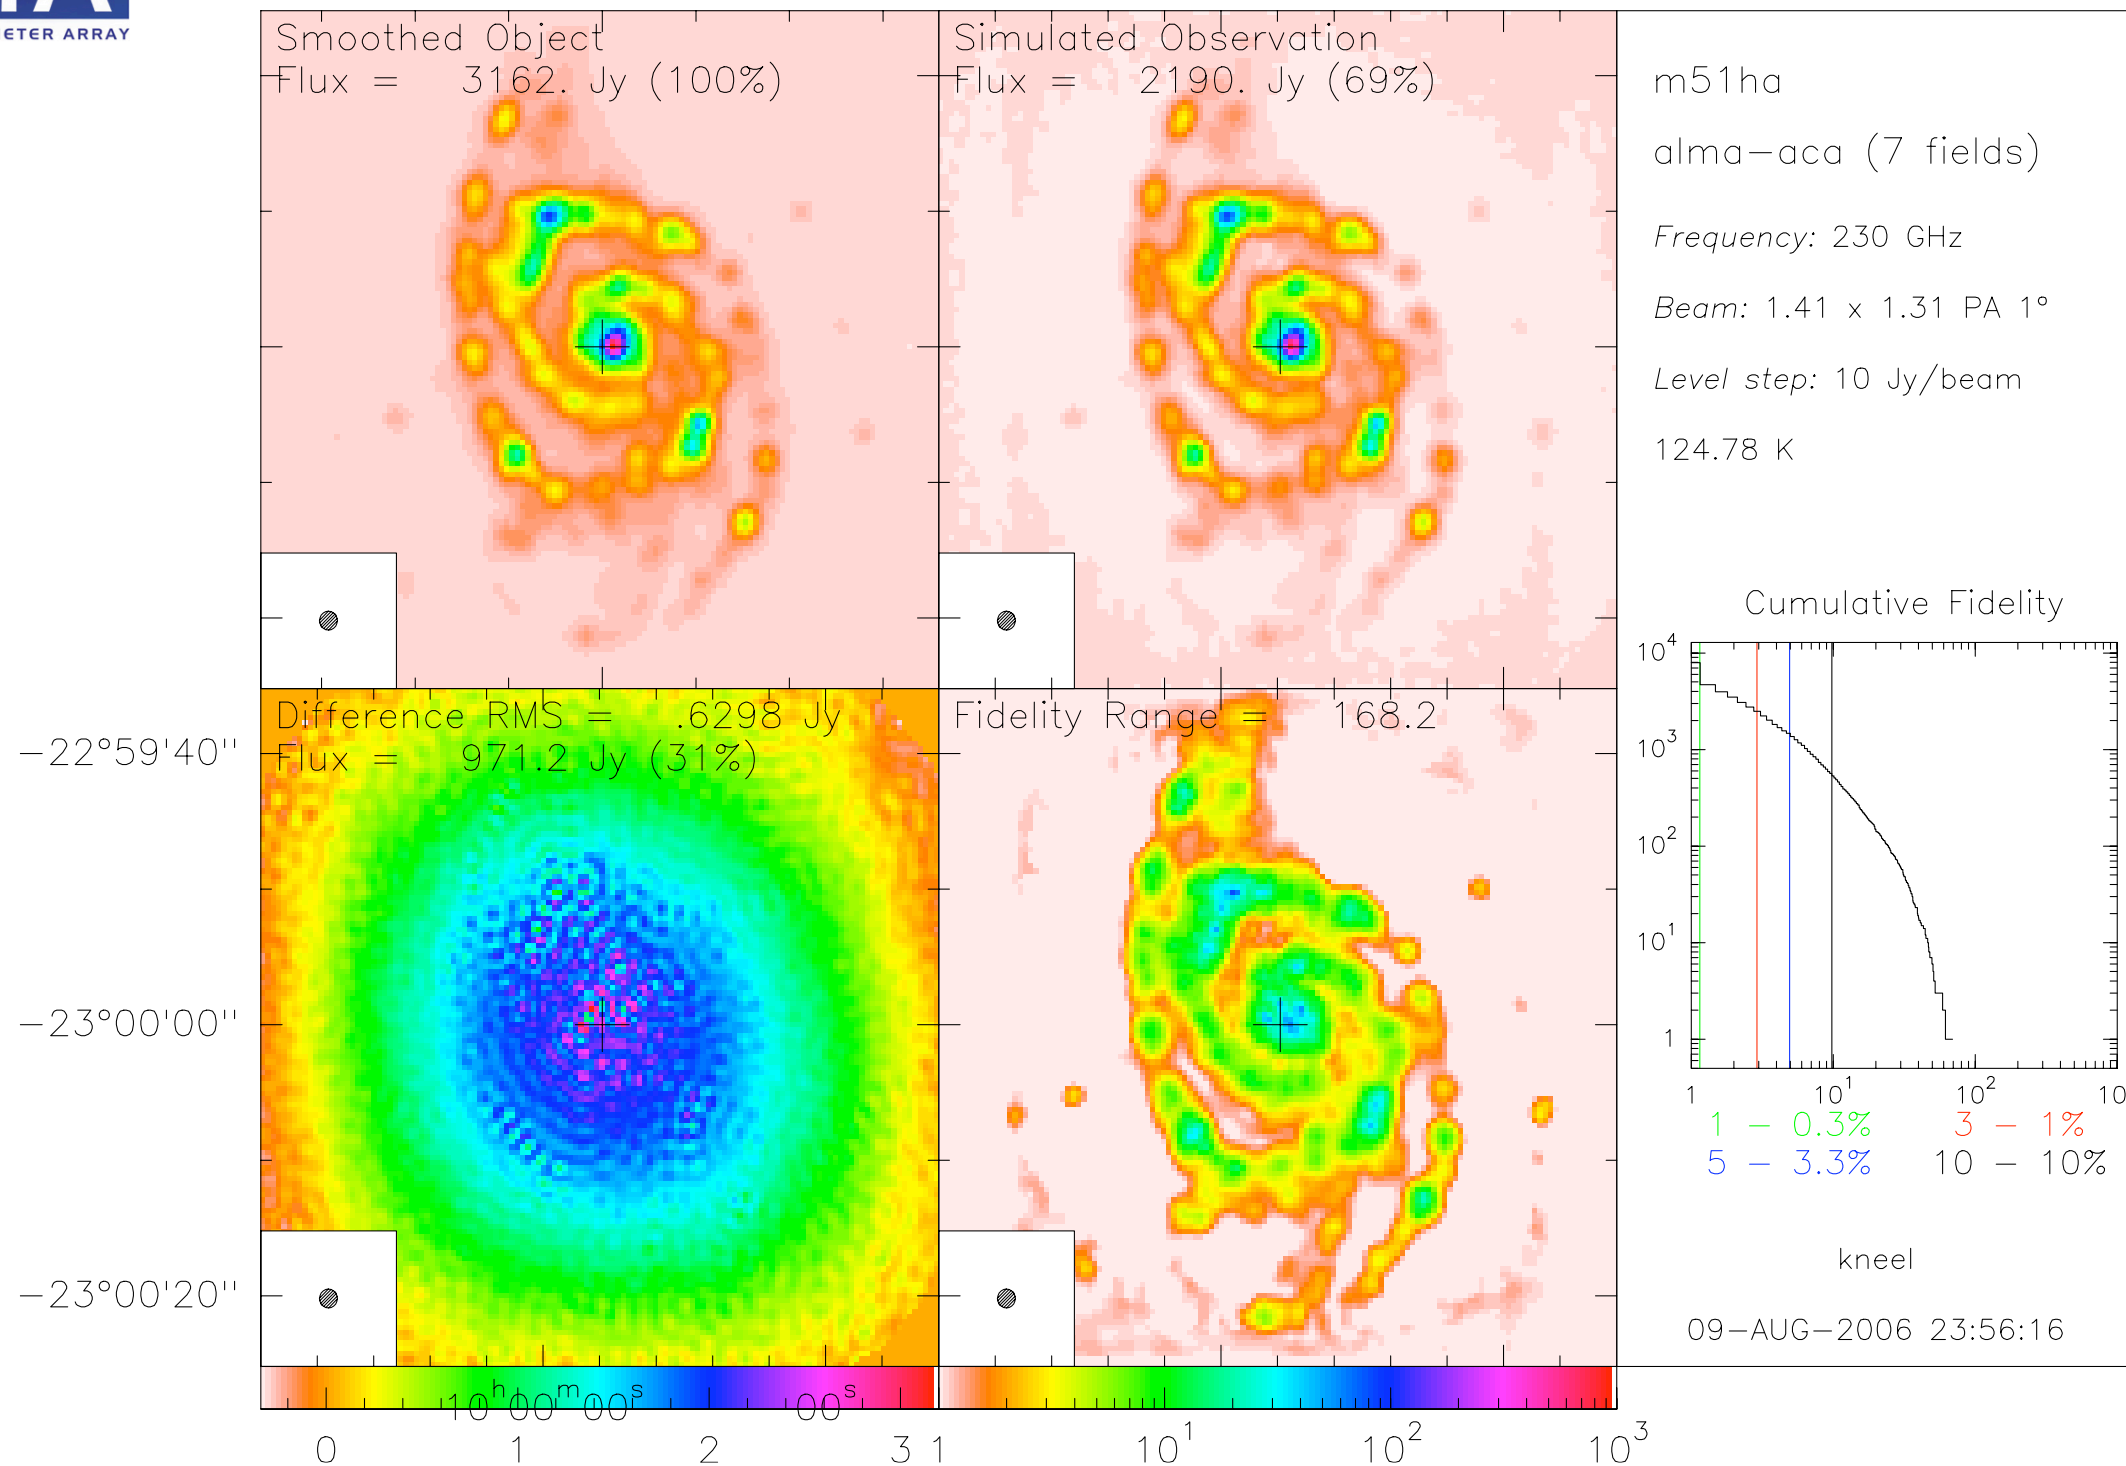 ETER ARRAY
Smoothed Object
Flux = 3162. Jy (100%)
Simulated Observation
Flux = 2190. Jy (69%)
m51ha
alma-aca (7 fields)
Frequency: 230 GHz
Beam: 1.41 x 1.31 PA 1°
Level step: 10 Jy/beam
124.78 K
Difference RMS = .6298 Jy
Flux = 971.2 Jy (31%)
Fidelity Range = 168.2
-22°59'40"
-23°00'00"
-23°00'20"
10h00m00s 00s
0 1 2 3
1 10^1 10^2 10^3
Cumulative Fidelity
10^4
10^3
10^2
10^1
1
1 10^1 10^2 10
1 - 0.3% 3 - 1%
5 - 3.3% 10 - 10%
kneel
09-AUG-2006 23:56:16